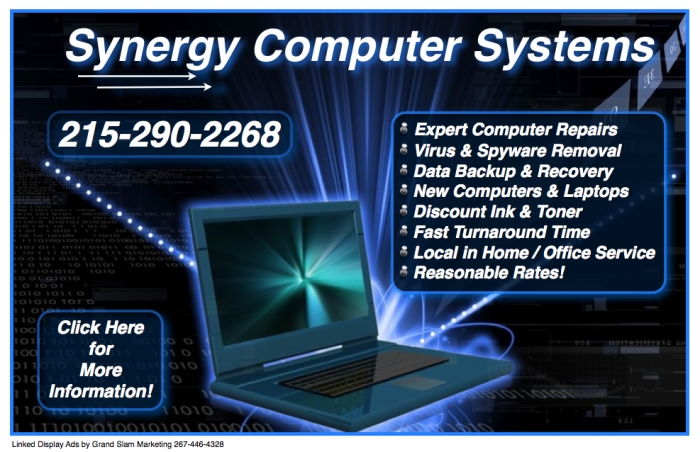 Synergy Computer Systems
215-290-2268
Expert Computer Repairs
Virus & Spyware Removal
Data Backup & Recovery
New Computers & Laptops
Discount Ink & Toner
Fast Turnaround Time
Local in Home / Office Service
Reasonable Rates!
Click Here
for
More
Information!
Linked Display Ads by Grand Slam Marketing 267-446-4328